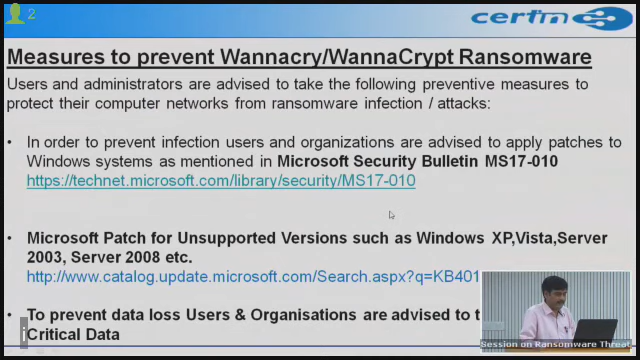 2
certin
Measures to prevent Wannacry/WannaCrypt Ransomware
Users and administrators are advised to take the following preventive measures to
protect their computer networks from ransomware infection / attacks:
• In order to prevent infection users and organizations are advised to apply patches to
Windows systems as mentioned in Microsoft Security Bulletin MS17-010
https://technet.microsoft.com/library/security/MS17-010
• Microsoft Patch for Unsupported Versions such as Windows XP,Vista,Server
2003, Server 2008 etc.
http://www.catalog.update.microsoft.com/Search.aspx?q=KB401
• To prevent data loss Users & Organisations are advised to t
Critical Data
Session on Ransomware Threat